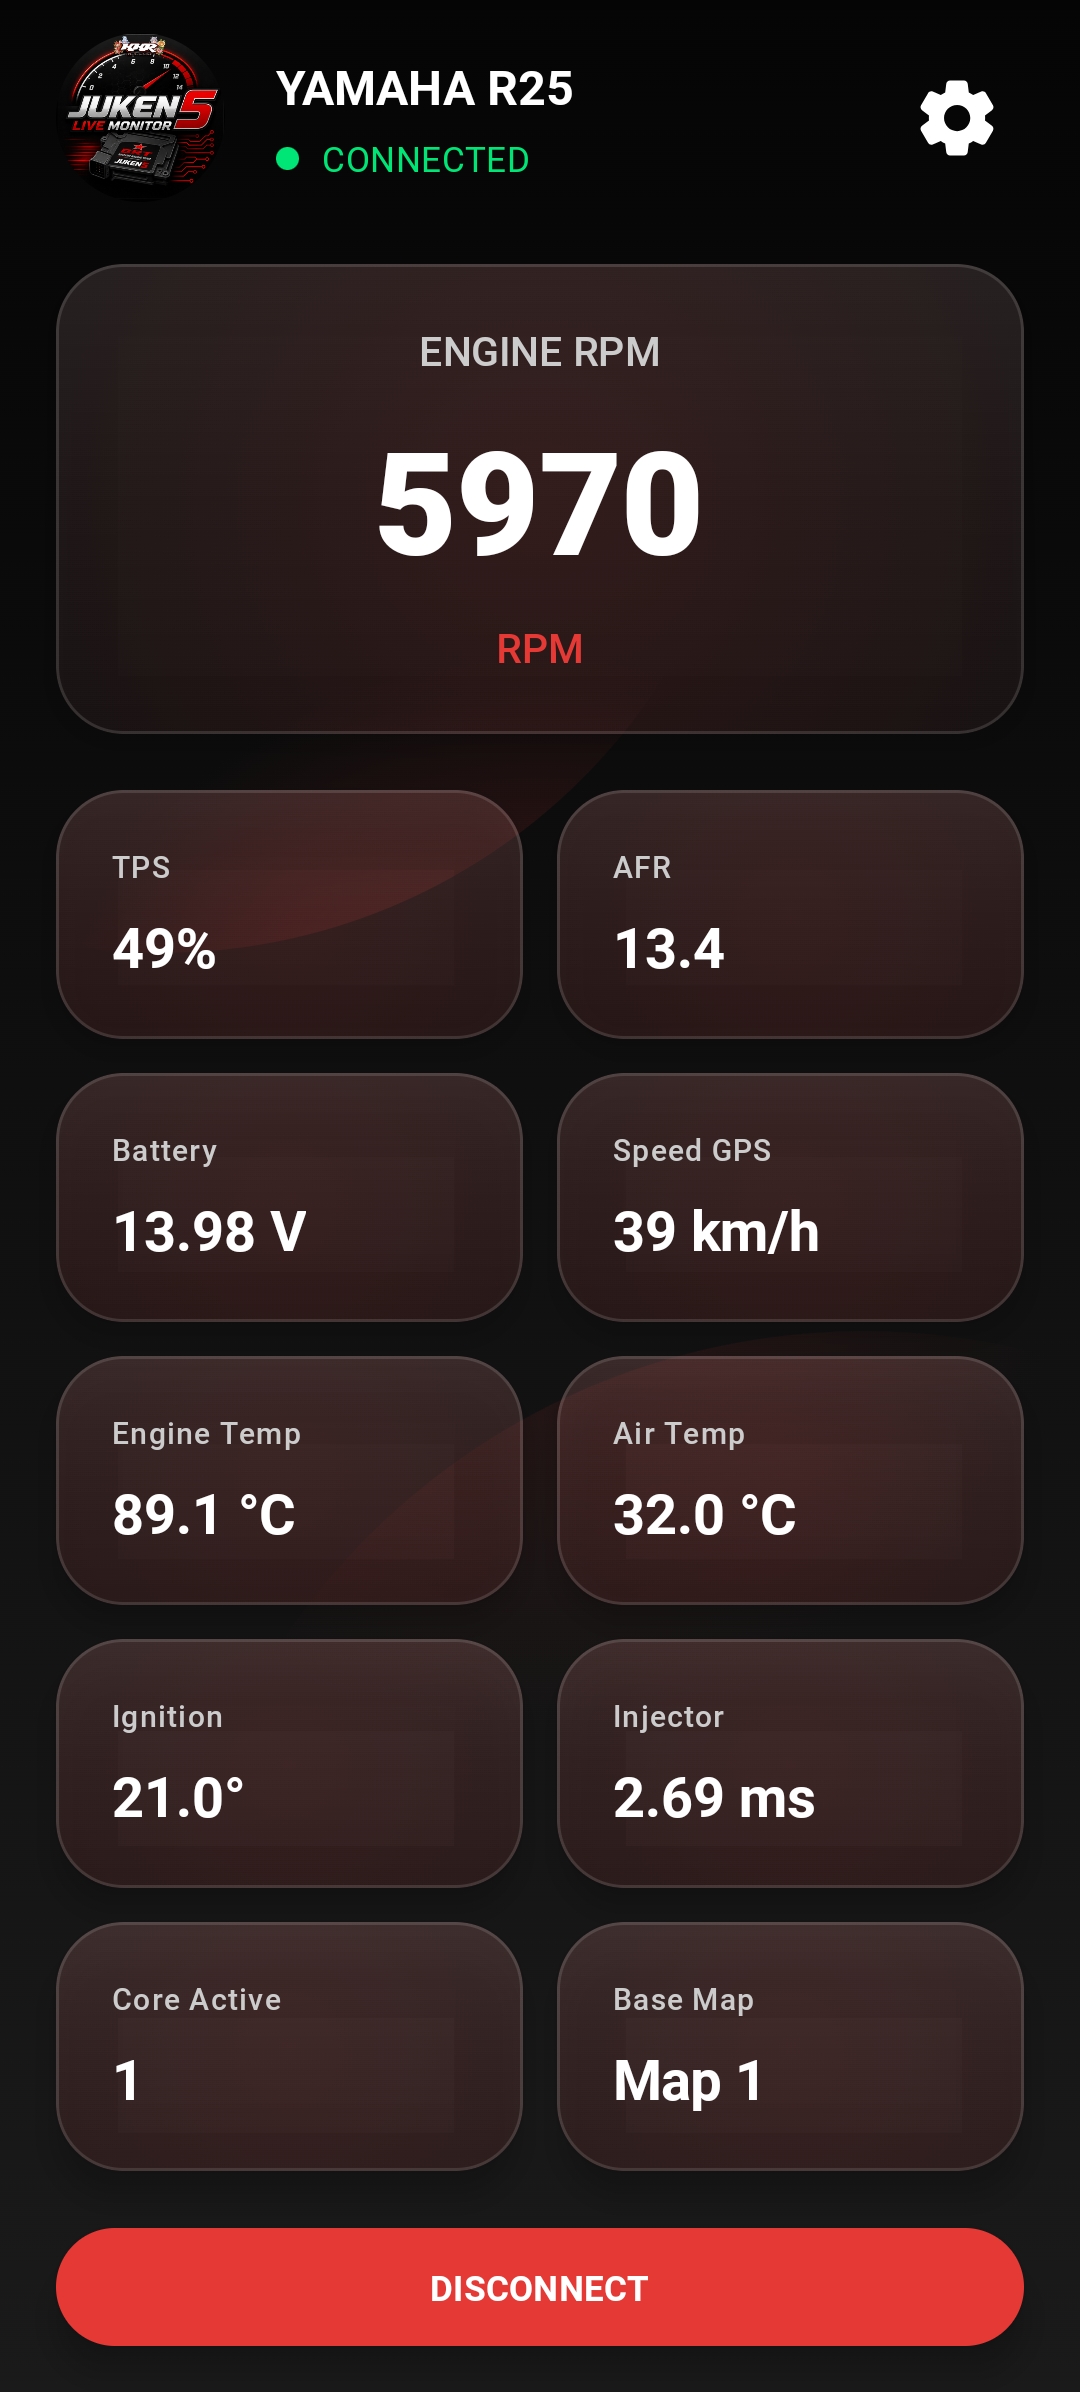 JUKEN5
LIVE MONITOR
YAMAHA R25
CONNECTED
ENGINE RPM
5970
RPM
TPS
49%
AFR
13.4
Battery
13.98 V
Speed GPS
39 km/h
Engine Temp
89.1 °C
Air Temp
32.0 °C
Ignition
21.0°
Injector
2.69 ms
Core Active
1
Base Map
Map 1
DISCONNECT